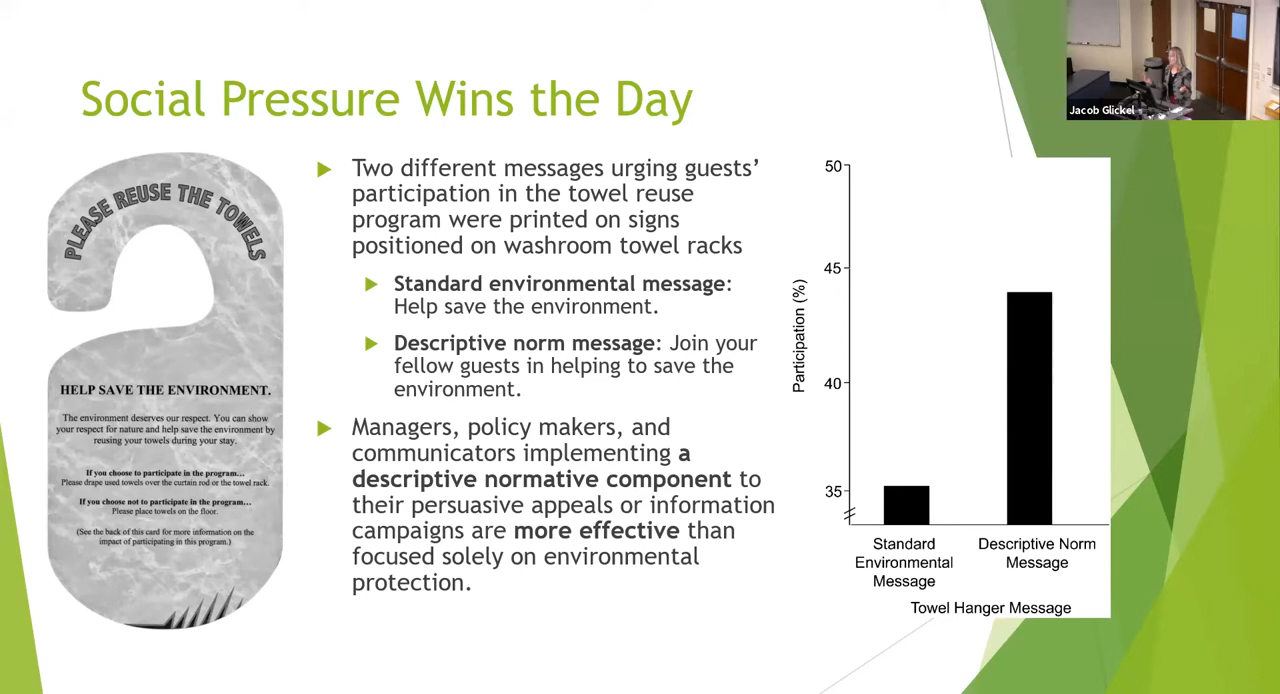 Social Pressure Wins the Day
Jacob Glickel
PLEASE REUSE THE TOWELS
HELP SAVE THE ENVIRONMENT.
The environment deserves our respect. You can show
your respect for nature and help save the environment by
reusing your towels during your stay.
If you choose to participate in the program...
Please drape used towels over the curtain rod or the towel rack.
If you choose not to participate in the program...
Please place towels on the floor.
(See the back of this card for more information on the
impact of participating in this program.)
Two different messages urging guests’
participation in the towel reuse
program were printed on signs
positioned on washroom towel racks
Standard environmental message:
Help save the environment.
Descriptive norm message: Join your
fellow guests in helping to save the
environment.
Managers, policy makers, and
communicators implementing a
descriptive normative component to
their persuasive appeals or information
campaigns are more effective than
focused solely on environmental
protection.
50
45
40
35
Participation (%)
Standard
Environmental
Message
Descriptive Norm
Message
Towel Hanger Message